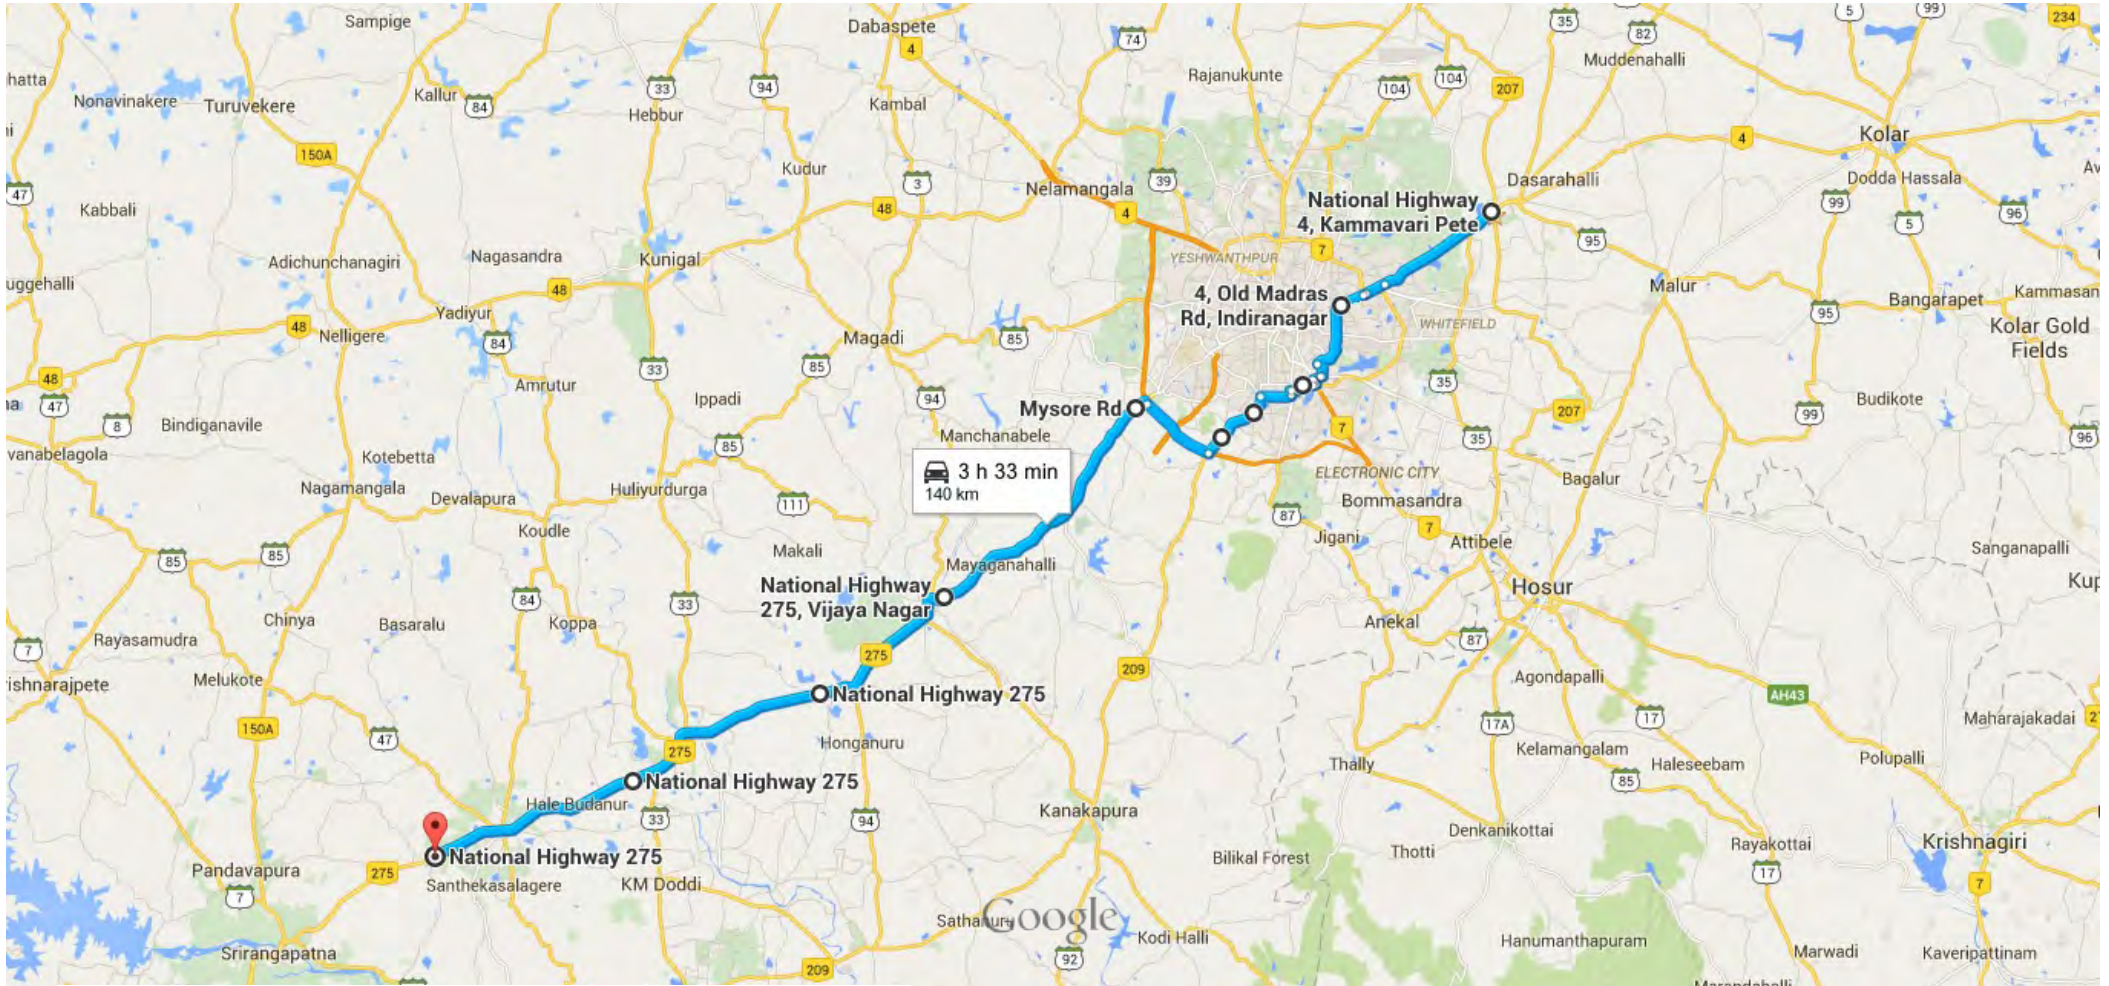 Sampige
Dabaspete
4
74
35
82
5
99
234
Muddenahalli
hatta
Nonavinakere
Turuvekere
Kallur
84
33
Hebbur
94
Kambal
Rajanukunte
104
104
207
150A
Kudur
3
39
Nelamangala
4
Dasarahalli
4
Kolar
Dodda Hassala
Av
47
Kabbali
48
National Highway
4, Kammavari Pete
99
5
96
95
Adichunchanagiri
Nagasandra
Kunigal
YESHWANTHPUR
7
uggehalli
48
Yadiyur
4, Old Madras
Rd, Indiranagar
Malur
Bangarapet
Kammasan
95
Kolar Gold
Fields
48
Nelligere
84
Magadi
85
WHITEFIELD
48
47
33
85
35
Amrutur
Ippadi
94
Mysore Rd
207
99
Budikote
8
Bindiganavile
85
Manchanabele
7
35
96
vanabelagola
Kotebetta
3 h 33 min
140 km
ELECTRONIC CITY
Bagalur
Nagamangala
Devalapura
Huliyurdurga
111
87
Bommasandra
Koudle
7
Jigani
Attibele
85
85
Makali
Mayaganahalli
Sanganapalli
Kup
National Highway
275, Vijaya Nagar
Hosur
84
33
Chinya
Basaralu
Koppa
Anekal
87
7
Rayasamudra
275
209
rishnarajpete
Melukote
National Highway 275
Agondapalli
AH43
150A
47
275
Honganuru
17A
17
Maharajakadai
Kelamangalam
Thally
Haleseebam
Polupalli
National Highway 275
85
Hale Budanur
33
94
Kanakapura
Denkanikottai
Rayakottai
Krishnagiri
National Highway 275
Bilikal Forest
Thotti
Pandavapura
275
Santhekasalagere
KM Doddi
17
7
7
Sathanuru
Google
Kodi Halli
Hanumanthapuram
Marwadi
Kaveripattinam
Srirangapatna
209
92